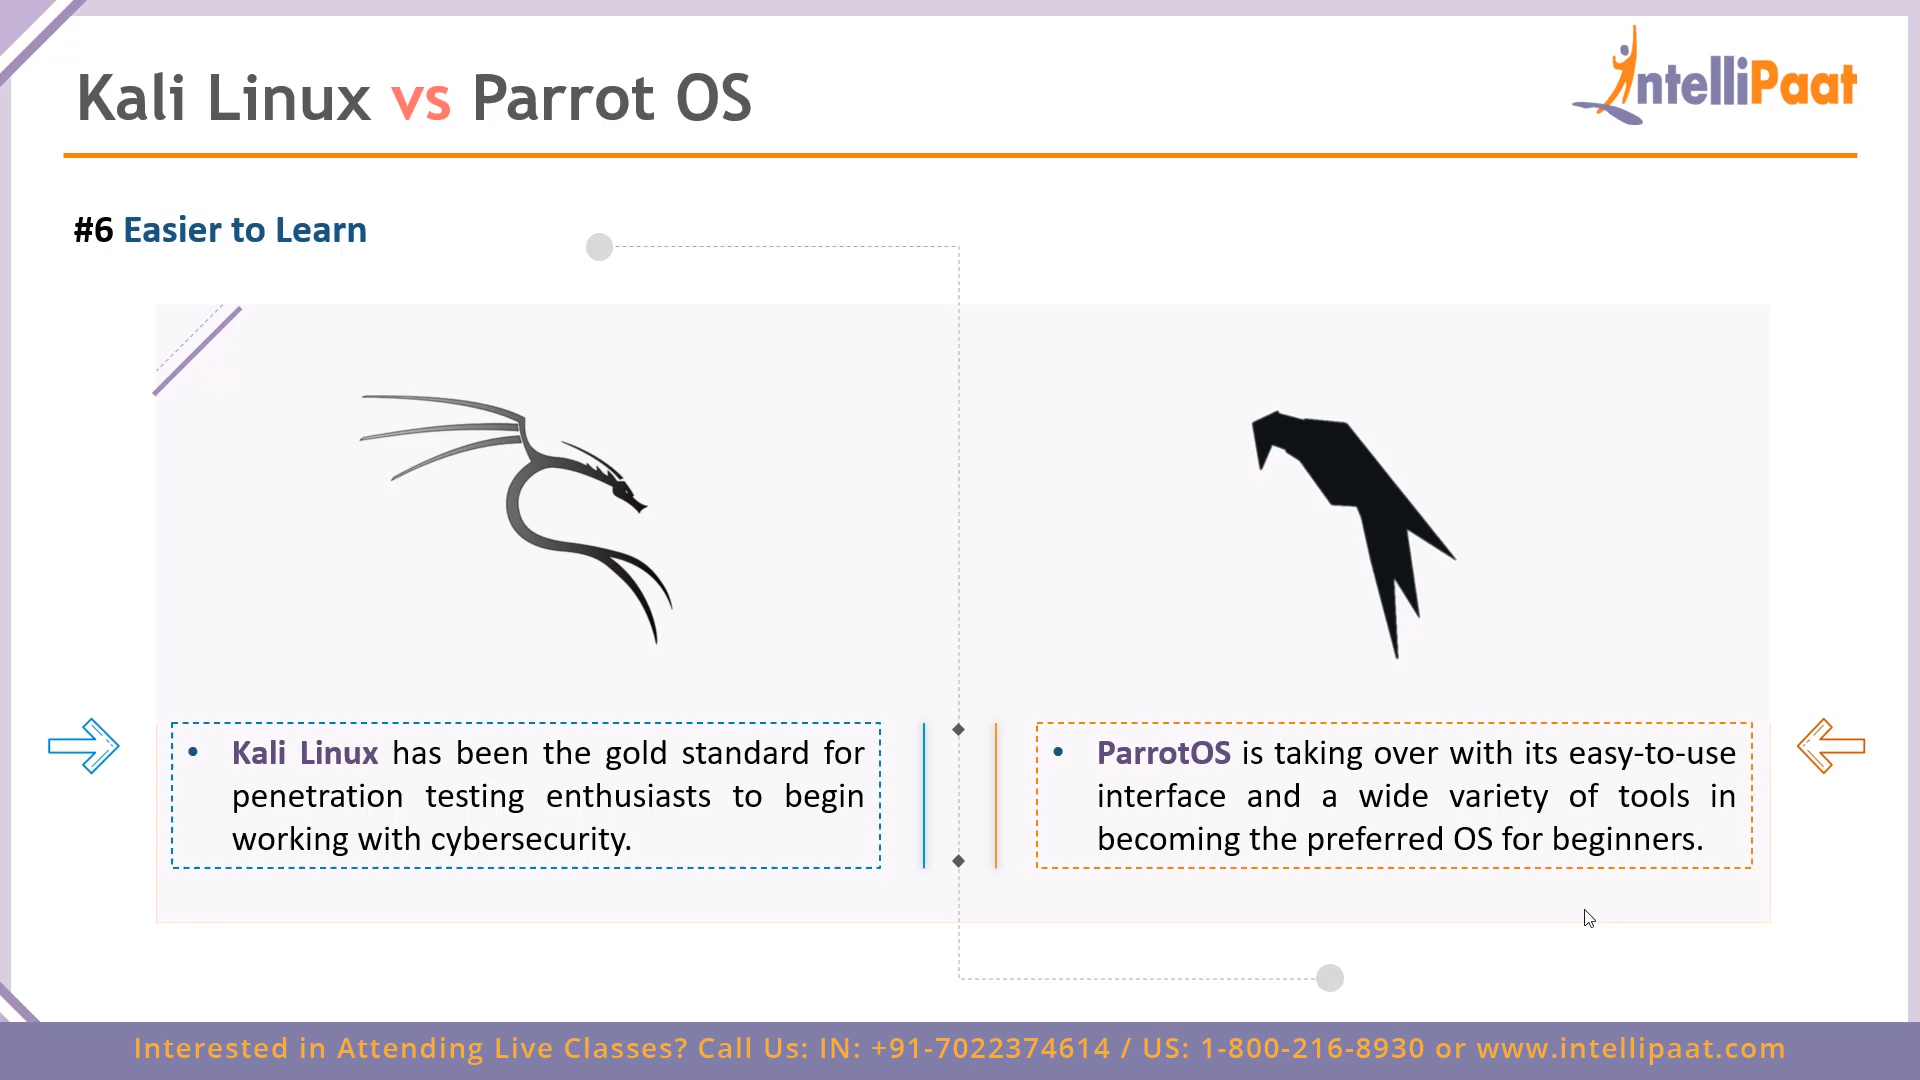 Kali Linux vs Parrot OS
IntelliPaat
#6 Easier to Learn
• Kali Linux has been the gold standard for
penetration testing enthusiasts to begin
working with cybersecurity.
• ParrotOS is taking over with its easy-to-use
interface and a wide variety of tools in
becoming the preferred OS for beginners.
Interested in Attending Live Classes? Call Us: IN: +91-7022374614 / US: 1-800-216-8930 or www.intellipaat.com